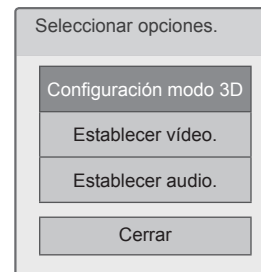 Seleccionar opciones.
Configuración modo 3D
Establecer vídeo.
Establecer audio.
Cerrar